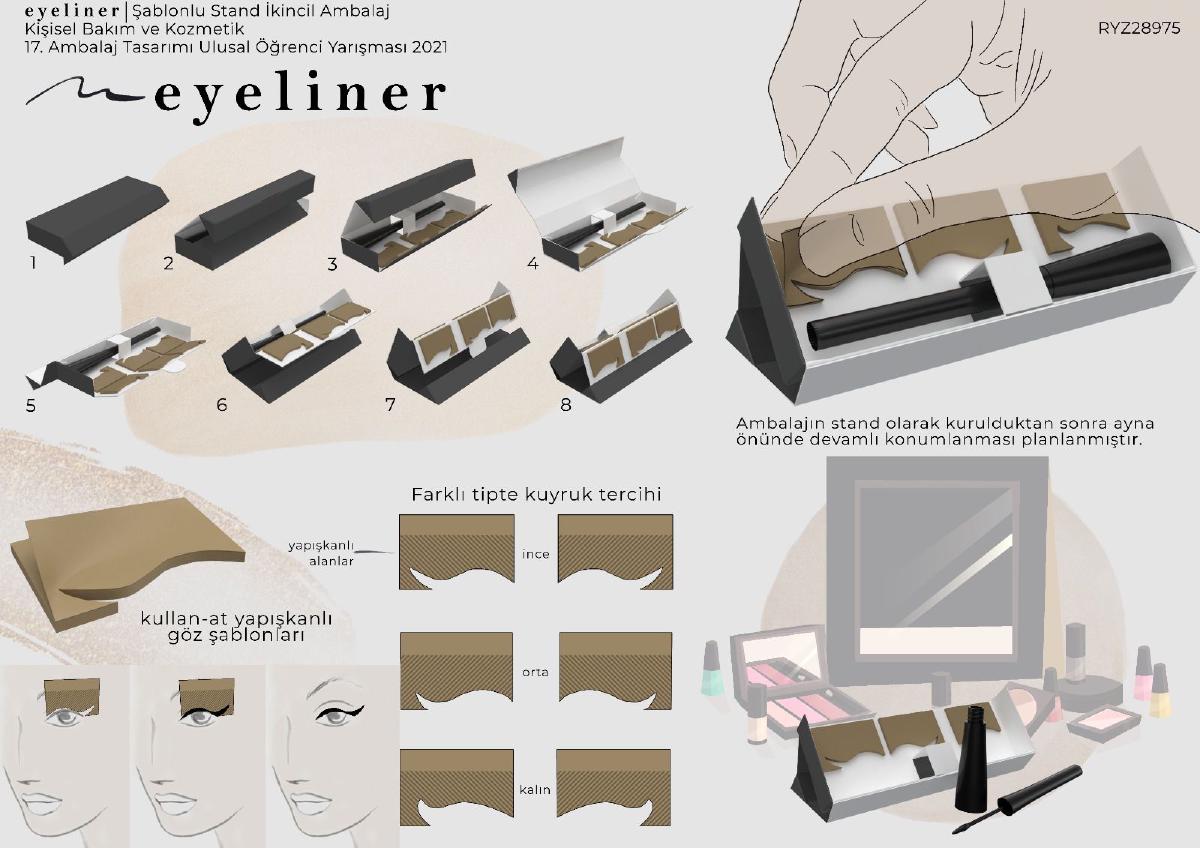 eyeliner|Şablonlu Stand İkincil Ambalaj
Kişisel Bakım ve Kozmetik
17. Ambalaj Tasarımı Ulusal Öğrenci Yarışması 2021
RYZ28975
eyeliner
1
2
3
4
5
6
7
8
Ambalajın stand olarak kurulduktan sonra ayna
önünde devamlı konumlanması planlanmıştır.
Farklı tipte kuyruk tercihi
yapışkanlı
alanlar
ince
kullan-at yapışkanlı
göz şablonları
orta
kalın